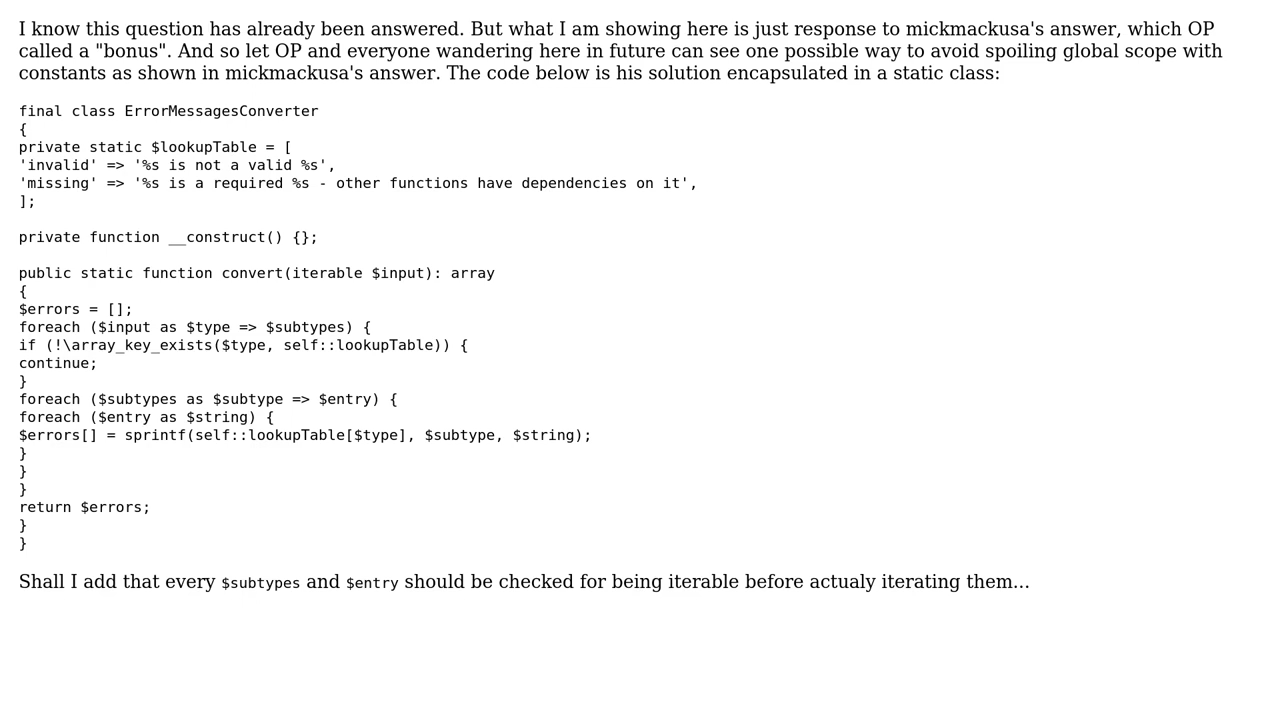 I know this question has already been answered. But what I am showing here is just response to mickmackusa's answer, which OP
called a "bonus". And so let OP and everyone wandering here in future can see one possible way to avoid spoiling global scope with
constants as shown in mickmackusa's answer. The code below is his solution encapsulated in a static class:
final class ErrorMessagesConverter
{
private static $lookupTable = [
'invalid' => '%s is not a valid %s',
'missing' => '%s is a required %s - other functions have dependencies on it',
];
private function __construct() {};
public static function convert(iterable $input): array
{
$errors = [];
foreach ($input as $type => $subtypes) {
if (!\array_key_exists($type, self::lookupTable)) {
continue;
}
foreach ($subtypes as $subtype => $entry) {
foreach ($entry as $string) {
$errors[] = sprintf(self::lookupTable[$type], $subtype, $string);
}
}
}
return $errors;
}
}
Shall I add that every $subtypes and $entry should be checked for being iterable before actualy iterating them...